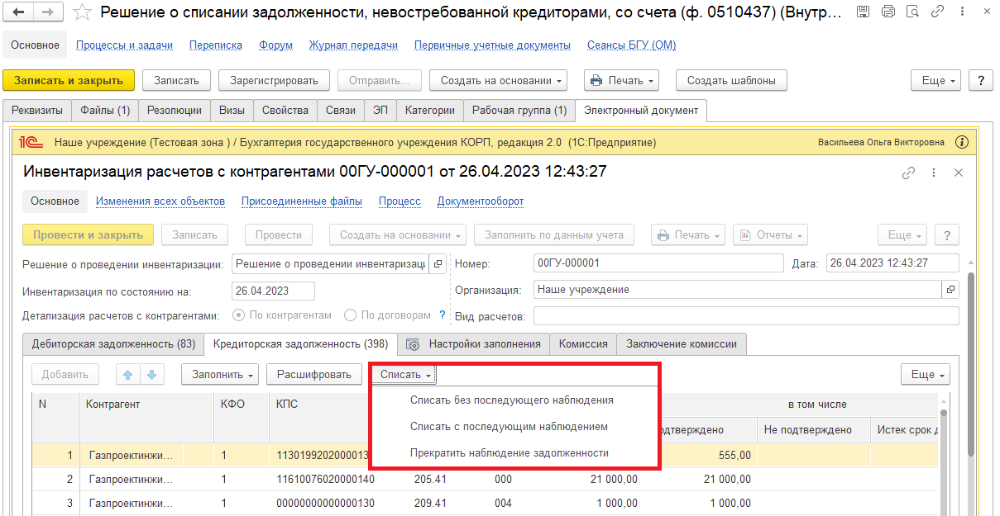 Решение о списании задолженности, невостребованной кредиторами, со счета (ф. 0510437) (Внутр...
Основное Процессы и задачи Переписка Форум Журнал передачи Первичные учетные документы Сеансы БГУ (ОМ)
Записать и закрыть Записать Зарегистрировать Отправить... Создать на основании Печать Создать шаблоны Еще ?
Реквизиты Файлы (1) Резолюции Визы Свойства Связи ЭП Категории Рабочая группа (1) Электронный документ
1С Наше учреждение (Тестовая зона ) / Бухгалтерия государственного учреждения КОРП, редакция 2.0 (1С:Предприятие) Васильева Ольга Викторовна i
Инвентаризация расчетов с контрагентами 00ГУ-000001 от 26.04.2023 12:43:27
Основное Изменения всех объектов Присоединенные файлы Процесс Документооборот
Провести и закрыть Записать Провести Создать на основании Заполнить по данным учета Печать Отчеты Еще ?
Решение о проведении инвентаризации: Решение о проведении инвентаризаци Номер: 00ГУ-000001 Дата: 26.04.2023 12:43:27
Инвентаризация по состоянию на: 26.04.2023 Организация: Наше учреждение
Детализация расчетов с контрагентами: По контрагентам По договорам ? Вид расчетов:
Дебиторская задолженность (83) Кредиторская задолженность (398) Настройки заполнения Комиссия Заключение комиссии
Добавить Заполнить Расшифровать Списать Еще
N Контрагент КФО КПС в том числе
Списать без последующего наблюдения
Списать с последующим наблюдением
Прекратить наблюдение задолженности
одтверждено Не подтверждено Истек срок д
1 Газпроектинжи... 1 1130199202000013 555,00
2 Газпроектинжи... 1 11610076020000140 205.41 000 21 000,00 21 000,00
3 Газпроектинжи... 1 00000000000000130 209.41 004 1 000,00 1 000,00